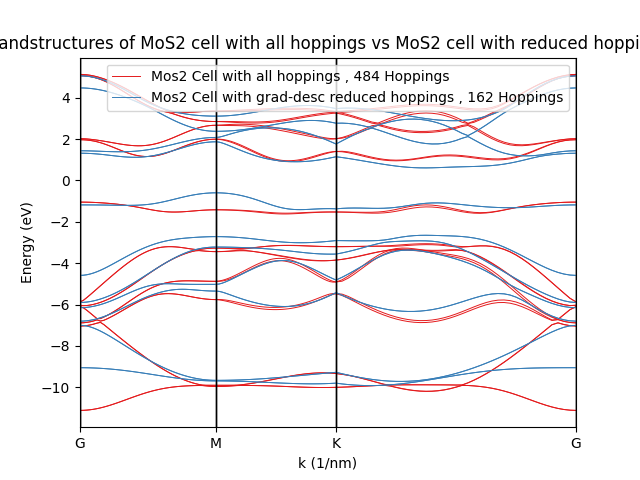 andstructures of MoS2 cell with all hoppings vs MoS2 cell with reduced hoppi
Mos2 Cell with all hoppings , 484 Hoppings
Mos2 Cell with grad-desc reduced hoppings , 162 Hoppings
4
2
0
−2
−4
−6
−8
−10
Energy (eV)
G M K G
k (1/nm)